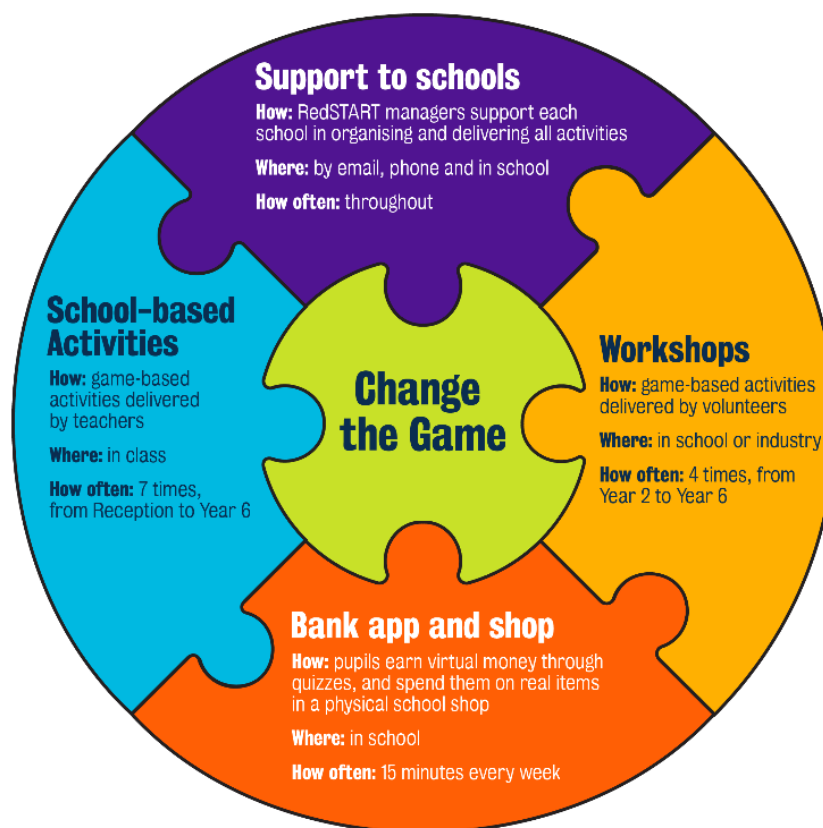 Support to schools
How: RedSTART managers support each
school in organising and delivering all activities
Where: by email, phone and in school
How often: throughout
School-based
Activities
How: game-based
activities delivered
by teachers
Where: in class
How often: 7 times,
from Reception to Year 6
Change
the Game
Workshops
How: game-based activities
delivered by volunteers
Where: in school or industry
How often: 4 times, from
Year 2 to Year 6
Bank app and shop
How: pupils earn virtual money through
quizzes, and spend them on real items
in a physical school shop
Where: in school
How often: 15 minutes every week